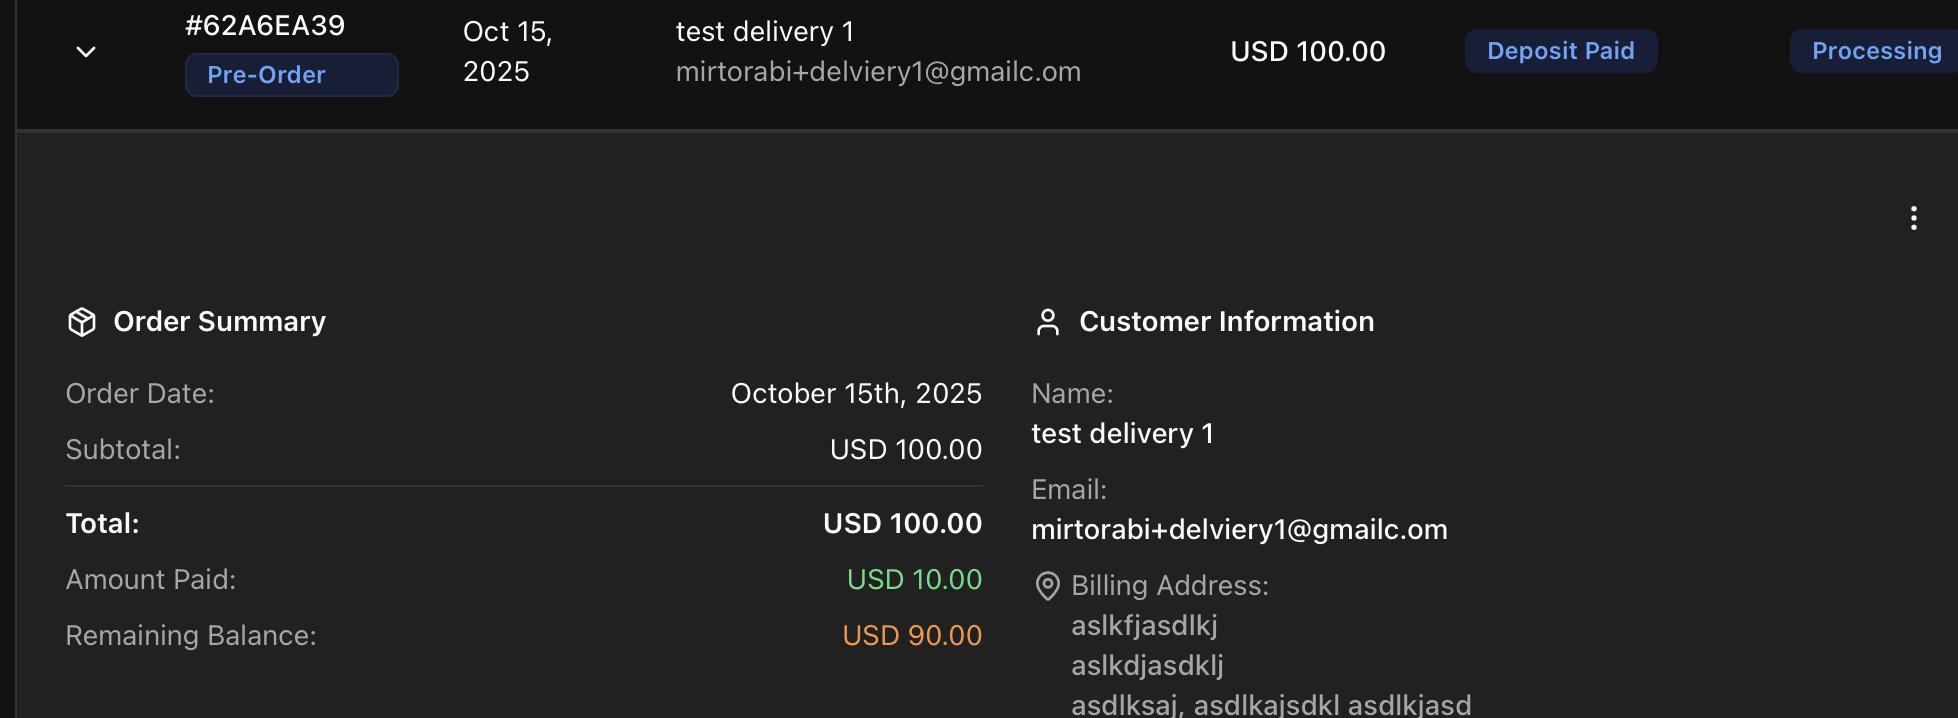 #62A6EA39
Pre-Order
Oct 15,
2025
test delivery 1
mirtorabi+delviery1@gmailc.om
USD 100.00
Deposit Paid
Processing
Order Summary
Order Date: October 15th, 2025
Subtotal: USD 100.00
Total: USD 100.00
Amount Paid: USD 10.00
Remaining Balance: USD 90.00
Customer Information
Name:
test delivery 1
Email:
mirtorabi+delviery1@gmailc.om
Billing Address:
aslkfjasdlkj
aslkdjasdklj
asdlksaj, asdlkajsdkl asdlkjasd